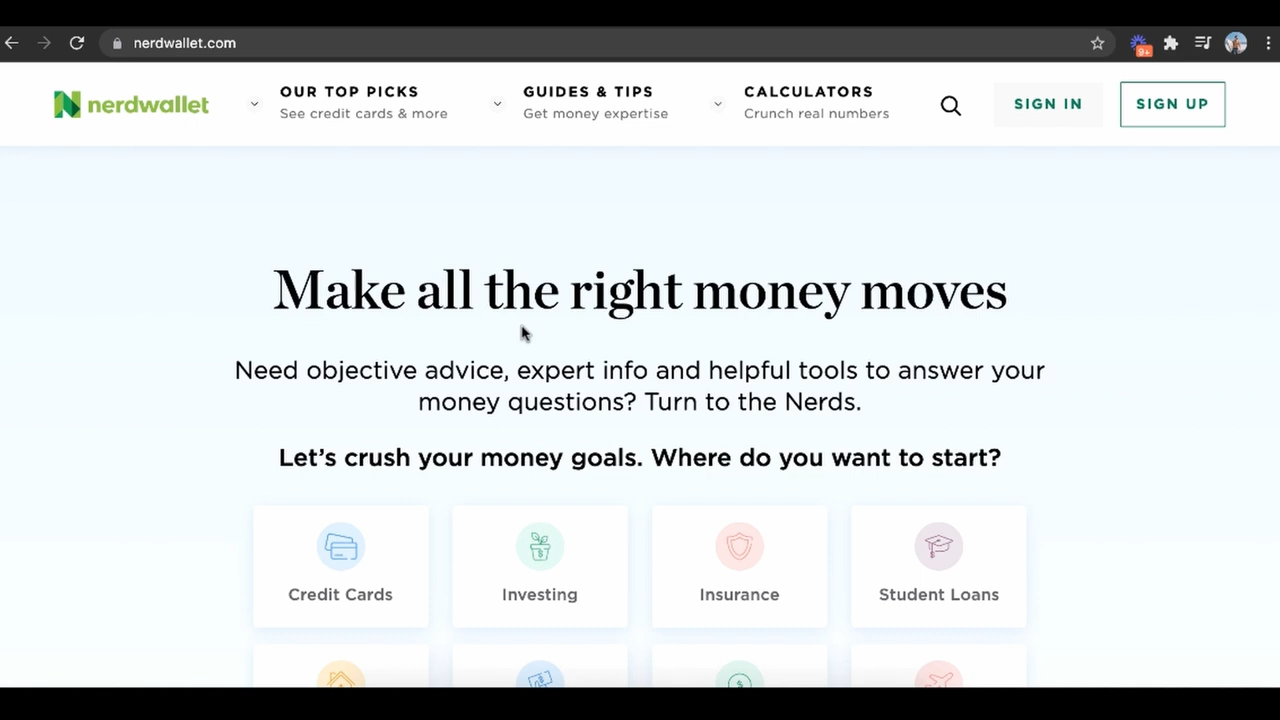 nerdwallet.com
9+
nerdwallet
OUR TOP PICKS
See credit cards & more
GUIDES & TIPS
Get money expertise
CALCULATORS
Crunch real numbers
SIGN IN
SIGN UP
Make all the right money moves
Need objective advice, expert info and helpful tools to answer your
money questions? Turn to the Nerds.
Let’s crush your money goals. Where do you want to start?
Credit Cards
Investing
Insurance
Student Loans